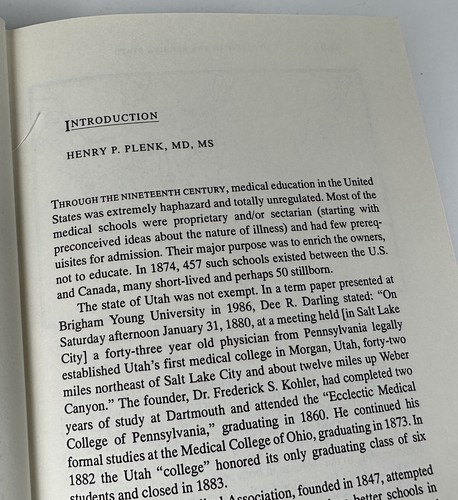 INTRODUCTION
HENRY P. PLENK, MD, MS
THROUGH THE NINETEENTH CENTURY, medical education in the United
States was extremely haphazard and totally unregulated. Most of the
medical schools were proprietary and/or sectarian (starting with
preconceived ideas about the nature of illness) and had few prereq-
uisites for admission. Their major purpose was to enrich the owners,
not to educate. In 1874, 457 such schools existed between the U.S.
and Canada, many short-lived and perhaps 50 stillborn.
The state of Utah was not exempt. In a term paper presented at
Brigham Young University in 1986, Dee R. Darling stated: "On
Saturday afternoon January 31, 1880, at a meeting held [in Salt Lake
City] a forty-three year old physician from Pennsylvania legally
established Utah's first medical college in Morgan, Utah, forty-two
miles northeast of Salt Lake City and about twelve miles up Weber
Canyon." The founder, Dr. Frederick S. Kohler, had completed two
years of study at Dartmouth and attended the "Ecclectic Medical
College of Pennsylvania," graduating in 1860. He continued his
formal studies at the Medical College of Ohio, graduating in 1873. In
1882 the Utah "college" honored its only graduating class of six
students and closed in 1883.
Association, founded in 1847, attempted
better schools in